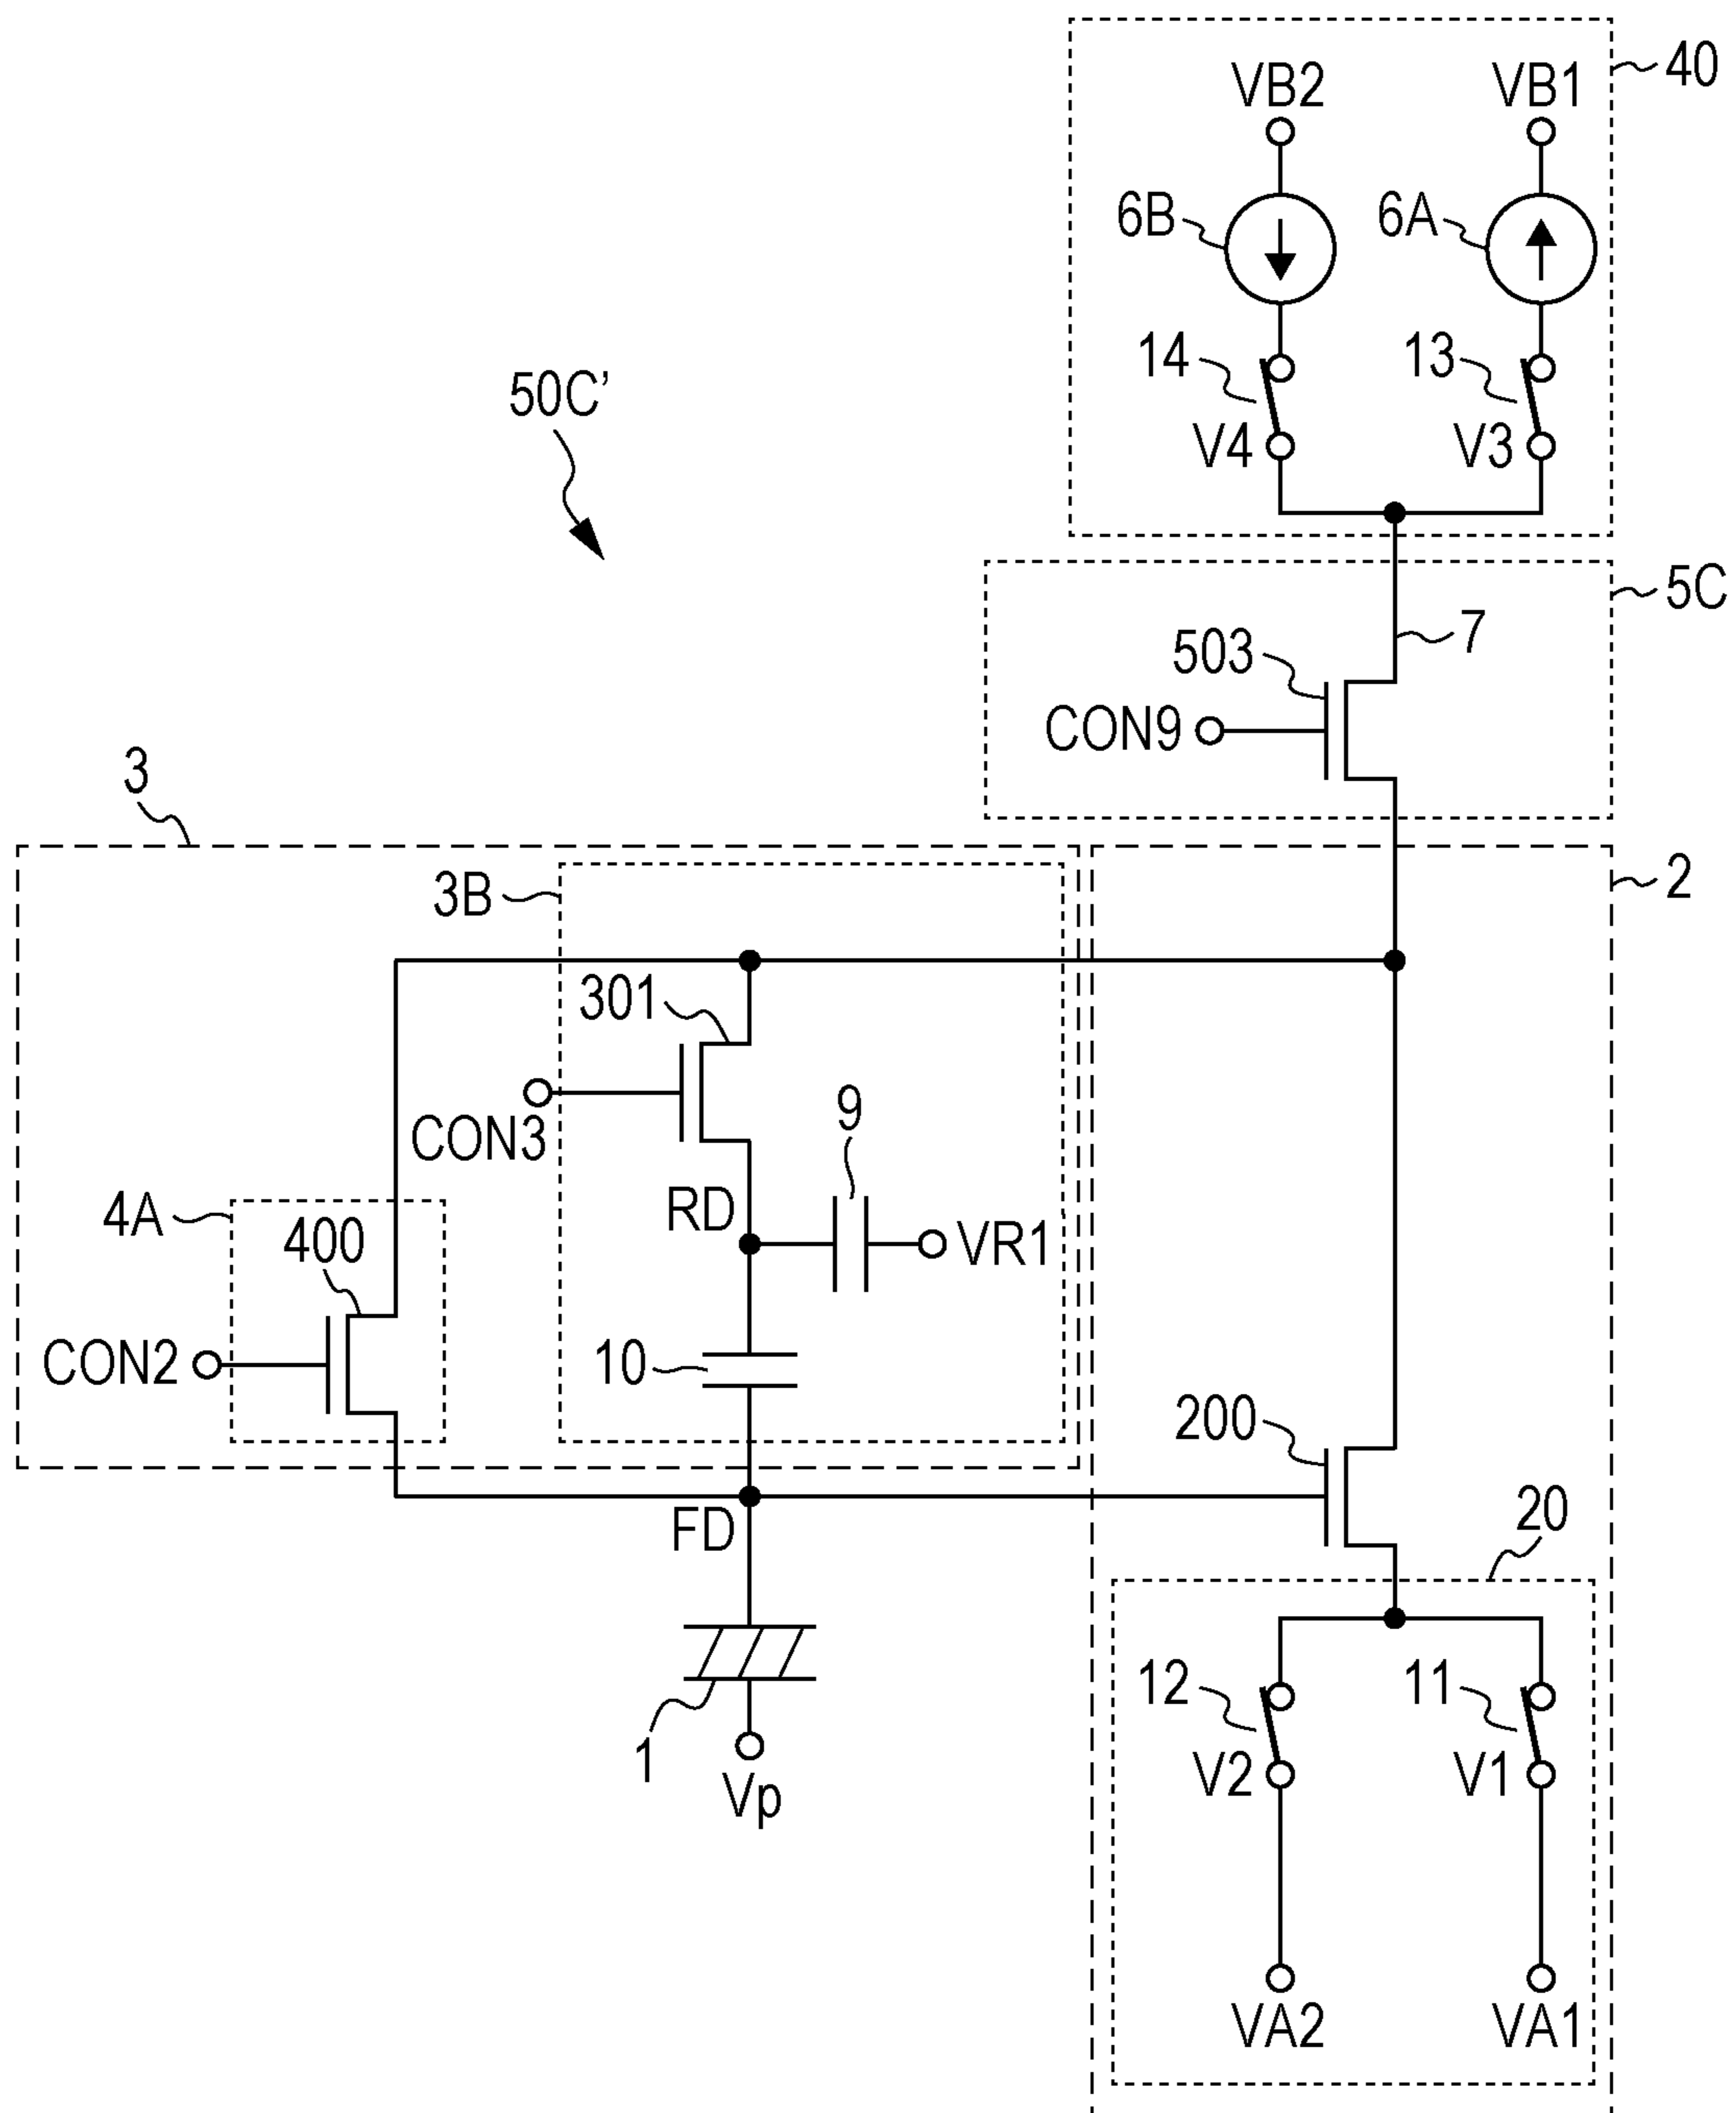 40
VB2 VB1
6B 6A
14 13
50C’
V4 V3
5C
7
503
CON9
3
3B 2
301
9
CON3
RD
4A VR1
400
10
CON2
200
20
FD
12 11
1 V2 V1
Vp
VA2 VA1